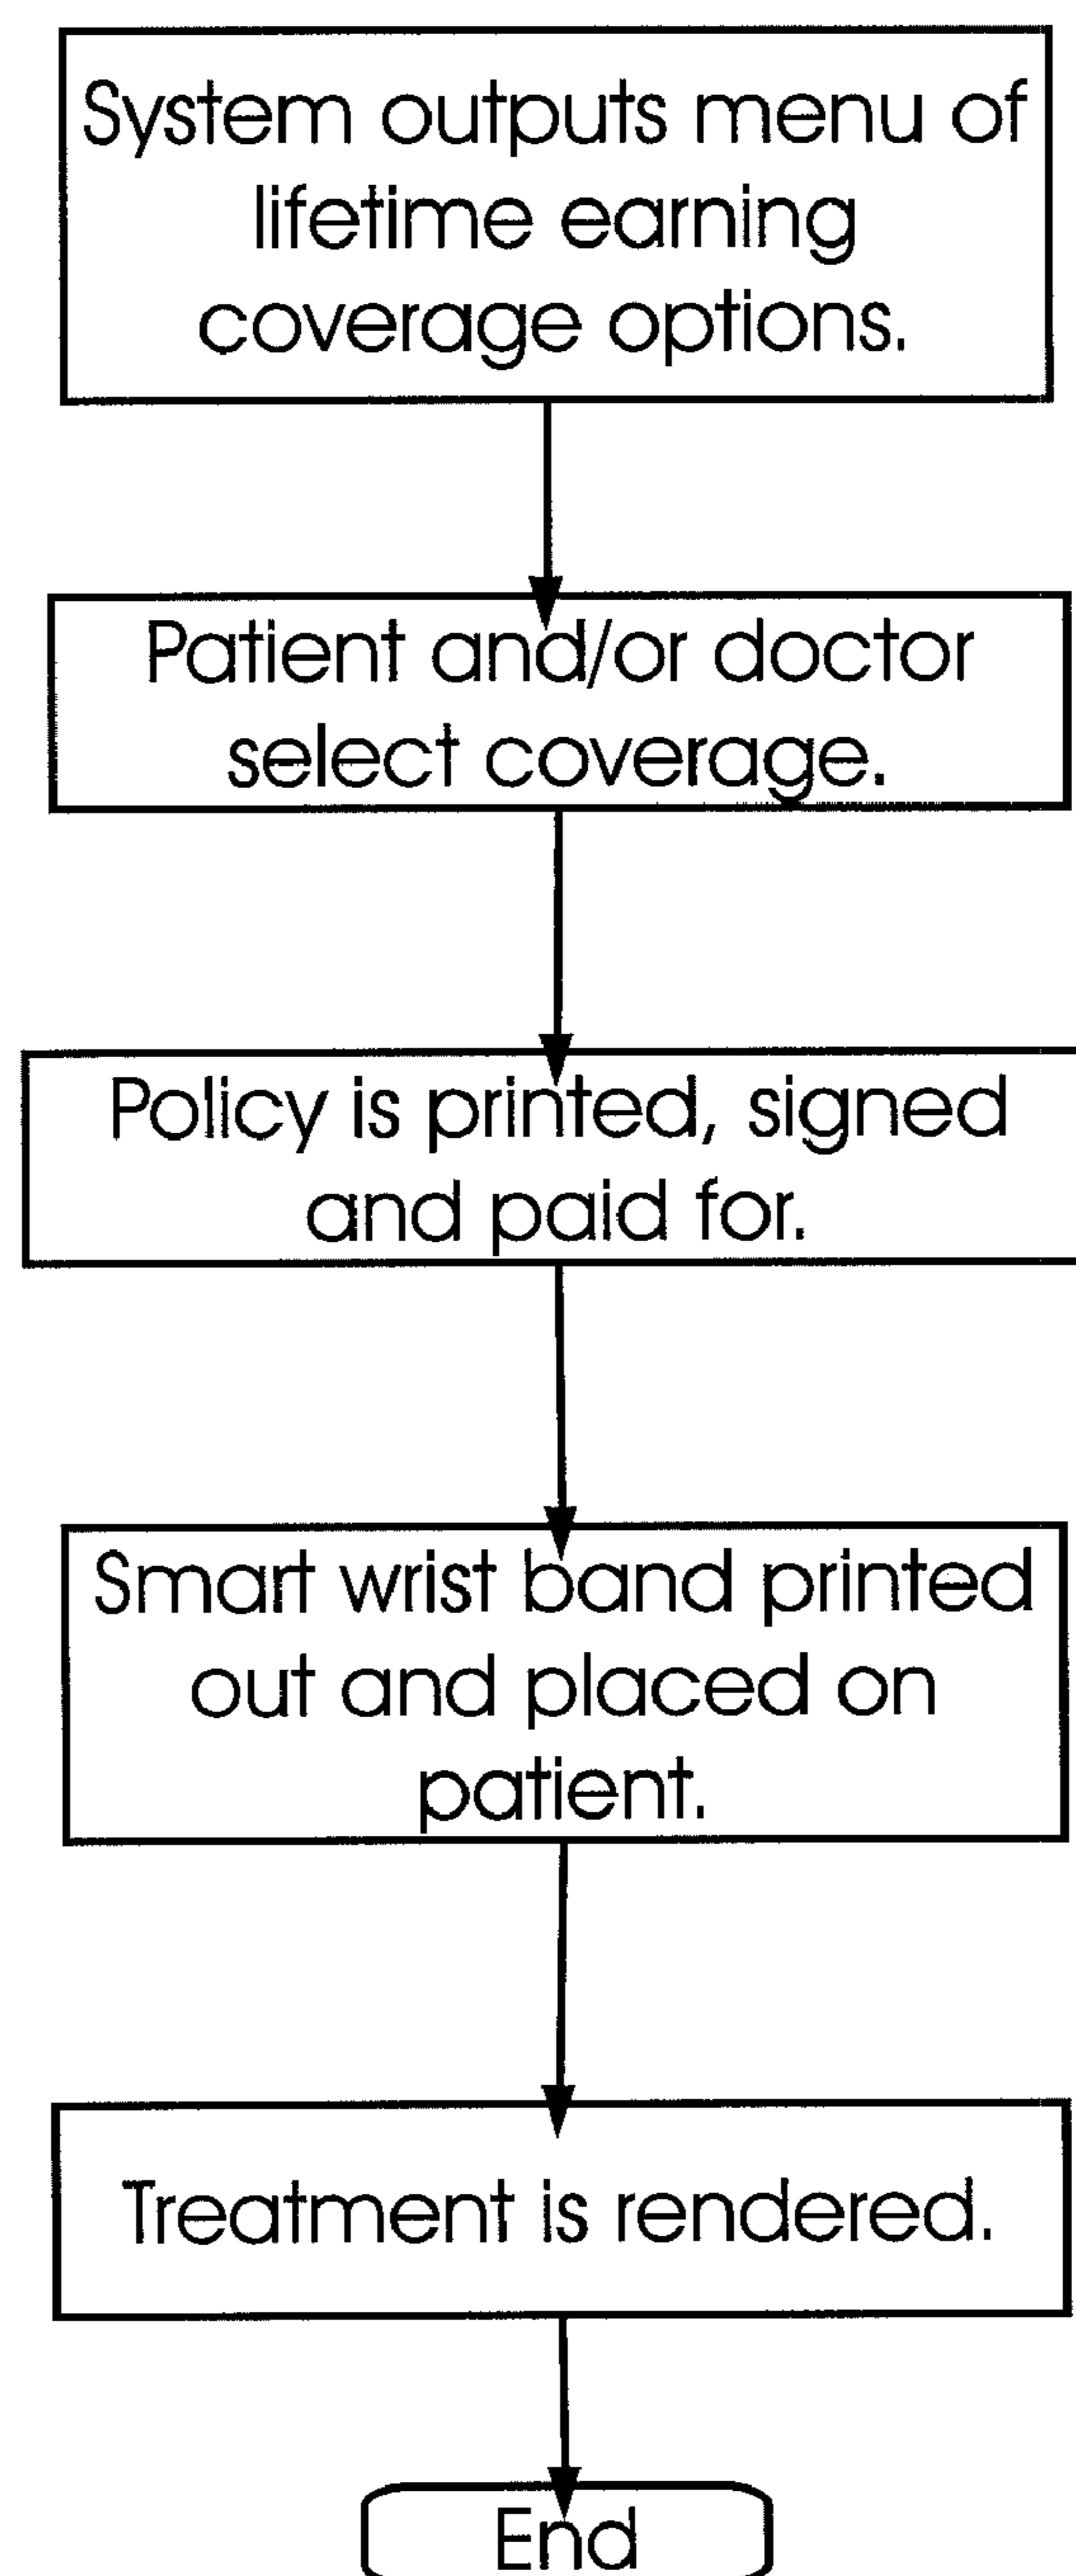 System outputs menu of
lifetime earning
coverage options.
Patient and/or doctor
select coverage.
Policy is printed, signed
and paid for.
Smart wrist band printed
out and placed on
patient.
Treatment is rendered.
End